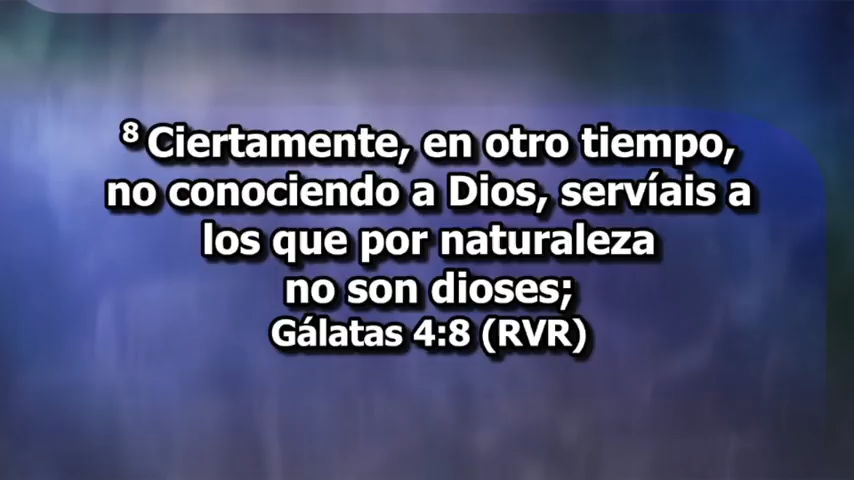 8 Ciertamente, en otro tiempo,
no conociendo a Dios, servíais a
los que por naturaleza
no son dioses;
Gálatas 4:8 (RVR)